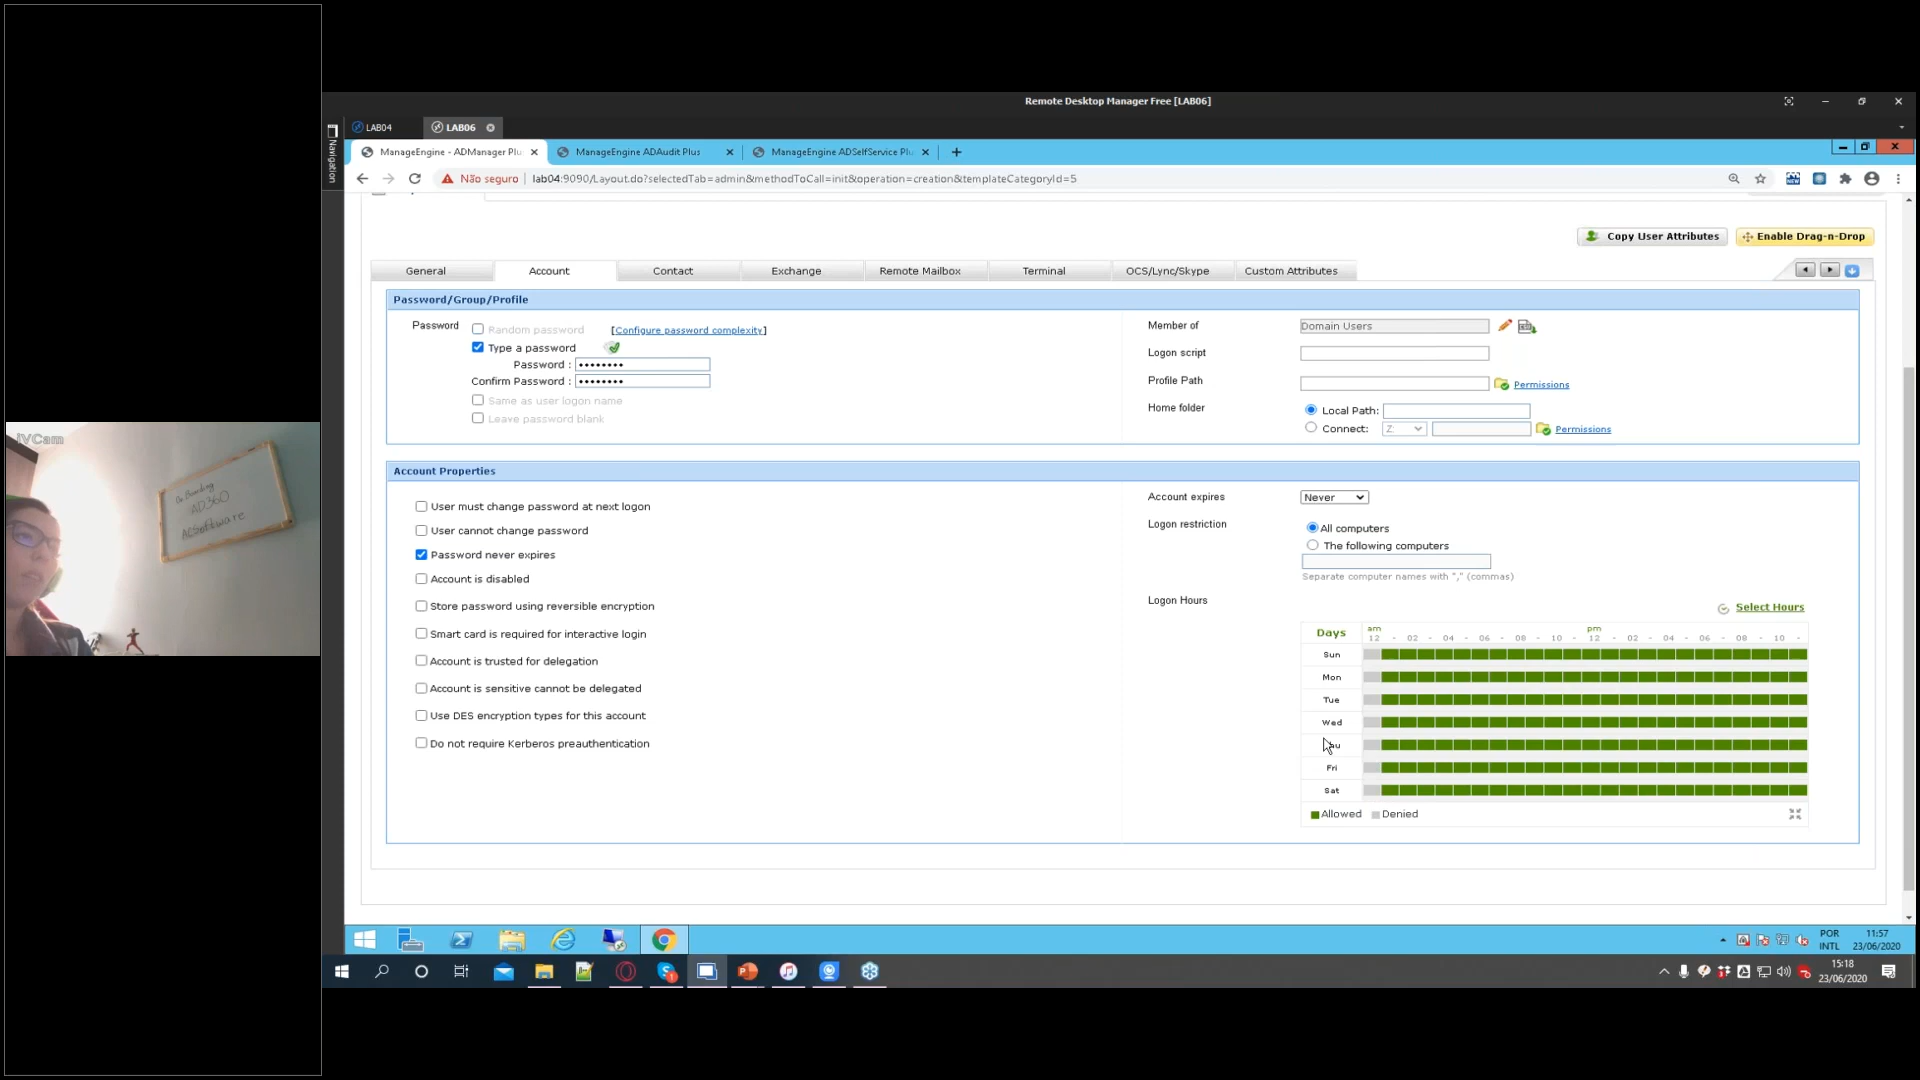 Remote Desktop Manager Free [LAB06]
LAB04
LAB06
Navigation
ManageEngine - ADManager Plu
ManageEngine ADAudit Plus
ManageEngine ADSelfService Plu
Não seguro
lab04:9090/Layout.do?selectedTab=admin&methodToCall=init&operation=creation&templateCategoryId=5
Copy User Attributes
Enable Drag-n-Drop
General
Account
Contact
Exchange
Remote Mailbox
Terminal
OCS/Lync/Skype
Custom Attributes
Password/Group/Profile
Password
Random password
[Configure password complexity]
Type a password
Password :
••••••••
Confirm Password :
••••••••
Same as user logon name
Leave password blank
Member of
Domain Users
Logon script
Profile Path
Permissions
Home folder
Local Path:
Connect:
Z:
Permissions
Account Properties
User must change password at next logon
User cannot change password
Password never expires
Account is disabled
Store password using reversible encryption
Smart card is required for interactive login
Account is trusted for delegation
Account is sensitive cannot be delegated
Use DES encryption types for this account
Do not require Kerberos preauthentication
Account expires
Never
Logon restriction
All computers
The following computers
Separate computer names with "," (commas)
Logon Hours
Select Hours
Days
am
pm
12 - 02 - 04 - 06 - 08 - 10 - 12 - 02 - 04 - 06 - 08 - 10 -
Sun
Mon
Tue
Wed
Fri
Sat
Allowed
Denied
iVCam
On Boarding
AD360
ACSoftware
POR
INTL
11:57
23/06/2020
15:18
23/06/2020